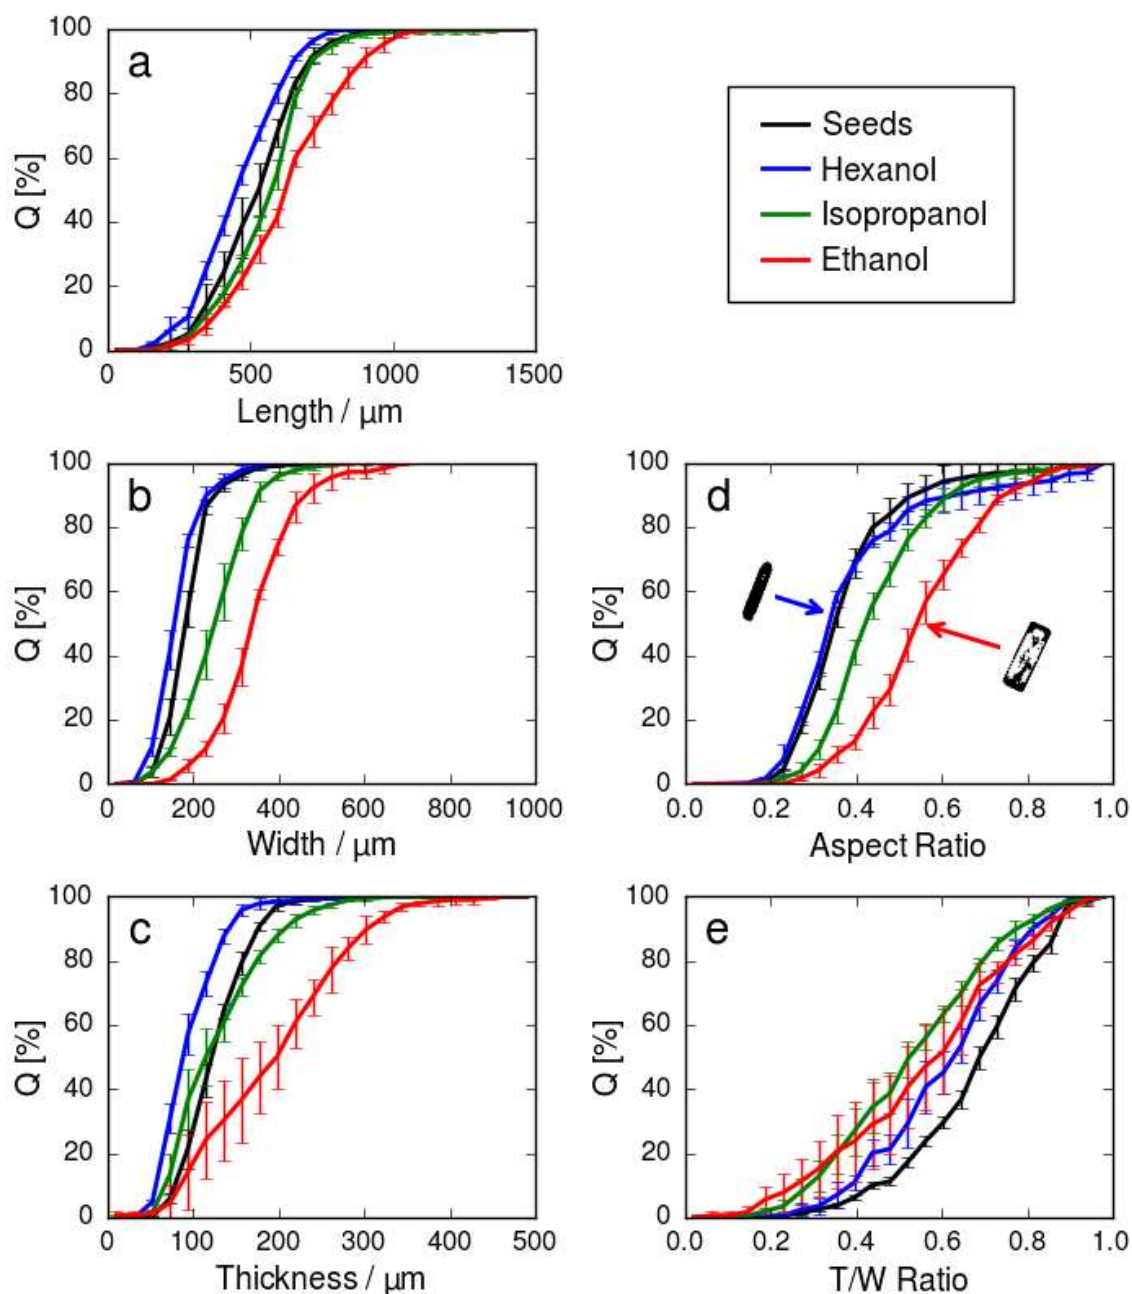 a
Q [%]
100
80
60
40
20
0
0 500 1000 1500
Length / μm
Seeds
Hexanol
Isopropanol
Ethanol
b
Q [%]
100
80
60
40
20
0
0 200 400 600 800 1000
Width / μm
d
Q [%]
100
80
60
40
20
0
0.0 0.2 0.4 0.6 0.8 1.0
Aspect Ratio
c
Q [%]
100
80
60
40
20
0
0 100 200 300 400 500
Thickness / μm
e
Q [%]
100
80
60
40
20
0
0.0 0.2 0.4 0.6 0.8 1.0
T/W Ratio